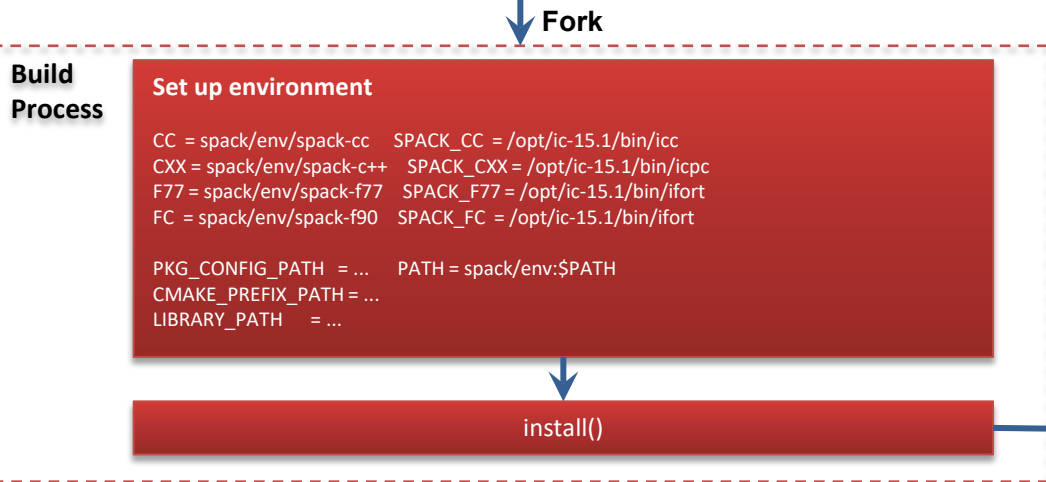 Fork
Build
Process
Set up environment
CC = spack/env/spack-cc SPACK_CC = /opt/ic-15.1/bin/icc
CXX = spack/env/spack-c++ SPACK_CXX = /opt/ic-15.1/bin/icpc
F77 = spack/env/spack-f77 SPACK_F77 = /opt/ic-15.1/bin/ifort
FC = spack/env/spack-f90 SPACK_FC = /opt/ic-15.1/bin/ifort
PKG_CONFIG_PATH = ... PATH = spack/env:$PATH
CMAKE_PREFIX_PATH = ...
LIBRARY_PATH = ...
install()